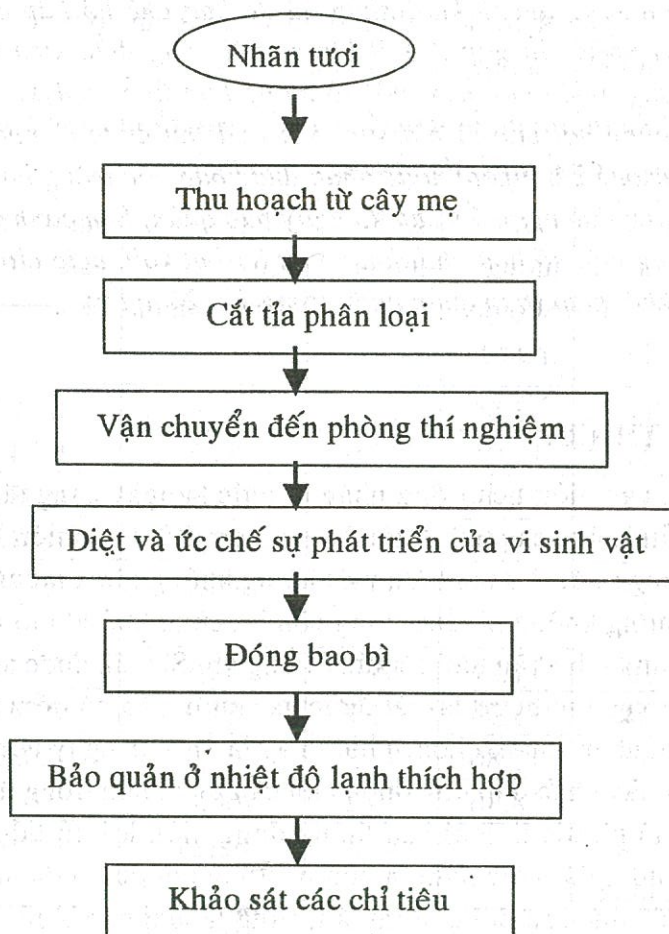 Nhãn tươi
Thu hoạch từ cây mẹ
Cắt tỉa phân loại
Vận chuyển đến phòng thí nghiệm
Diệt và ức chế sự phát triển của vi sinh vật
Đóng bao bì
Bảo quản ở nhiệt độ lạnh thích hợp
Khảo sát các chỉ tiêu